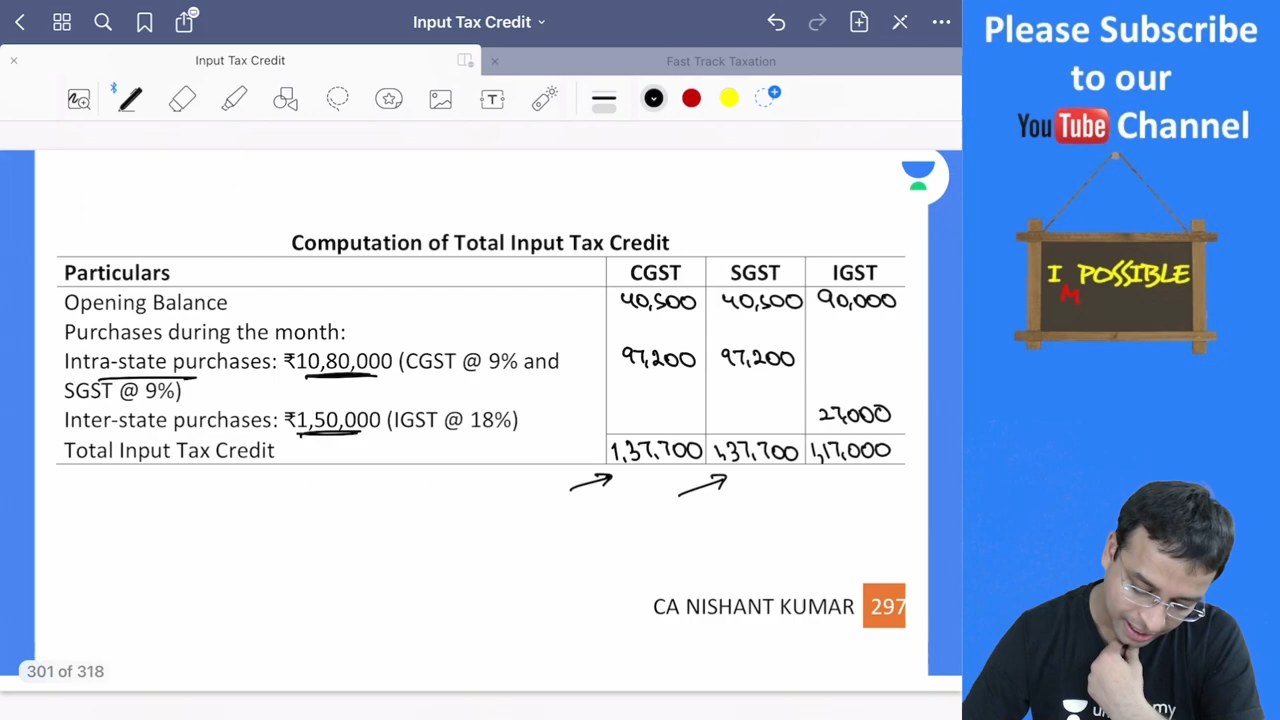 Input Tax Credit
Please Subscribe
to our
YouTube Channel
Input Tax Credit
Fast Track Taxation
T
I POSSIBLE
M
Computation of Total Input Tax Credit
Particulars CGST SGST IGST
Opening Balance 40,500 40,500 90,000
Purchases during the month:
Intra-state purchases: ₹10,80,000 (CGST @ 9% and 97,200 97,200
SGST @ 9%)
Inter-state purchases: ₹1,50,000 (IGST @ 18%) 27,000
Total Input Tax Credit 1,37,700 1,37,700 1,17,000
CA NISHANT KUMAR 297
301 of 318